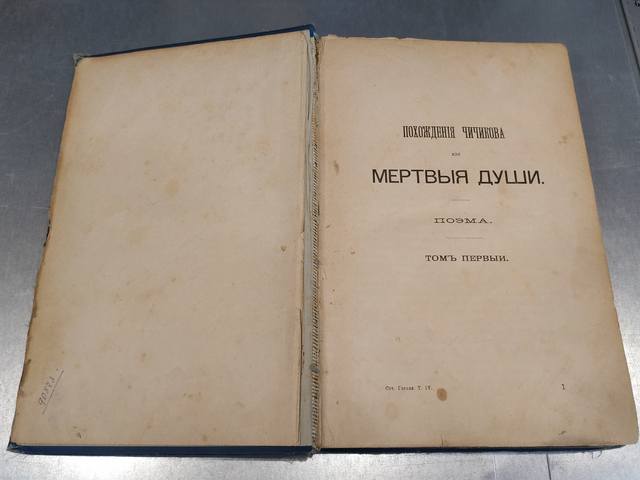 ПОХОЖДЕНІЯ ЧИЧИКОВА
ИЛИ
МЕРТВЫЯ ДУШИ.
ПОЭМА.
ТОМЪ ПЕРВЫЙ.
Соч. Гоголя. Т. IV.
1